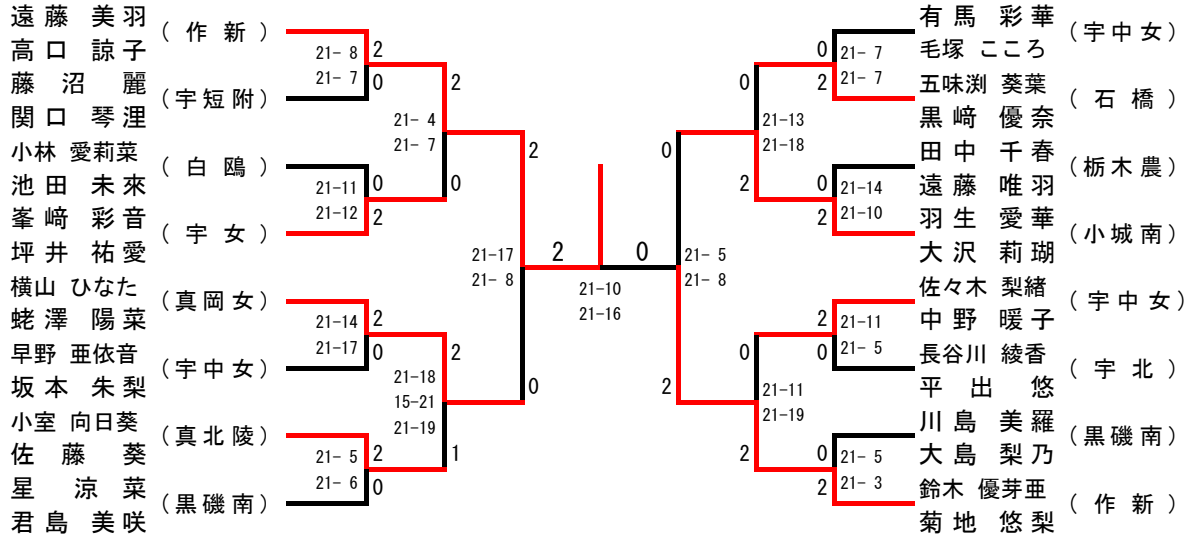 遠藤 美羽
高口 諒子
(作新)
藤沼 麗
関口 琴浬
(宇短附)
小林 愛莉菜
池田 未來
(白鴎)
峯﨑 彩音
坪井 祐愛
(宇女)
横山 ひなた
蛯澤 陽菜
(真岡女)
早野 亜依音
坂本 朱梨
(宇中女)
小室 向日葵
佐藤 葵
(真北陵)
星 涼菜
君島 美咲
(黒磯南)
21- 8
21- 7
2
0
21-11
21-12
0
2
21-14
21-17
2
0
21- 5
21- 6
2
0
21- 4
21- 7
2
0
21-18
15-21
21-19
2
1
21-17
21- 8
2
0
2
0
21-10
21-16
21- 5
21- 8
0
2
21-13
21-18
0
2
21-11
21-19
0
2
0
2
21- 7
21- 7
0
2
21-14
21-10
2
0
21-11
21- 5
0
2
21- 5
21- 3
有馬 彩華
毛塚 こころ
(宇中女)
五味渕 葵葉
黒﨑 優奈
(石橋)
田中 千春
遠藤 唯羽
(栃木農)
羽生 愛華
大沢 莉瑚
(小城南)
佐々木 梨緒
中野 暖子
(宇中女)
長谷川 綾香
平出 悠
(宇北)
川島 美羅
大島 梨乃
(黒磯南)
鈴木 優芽亜
菊地 悠梨
(作新)